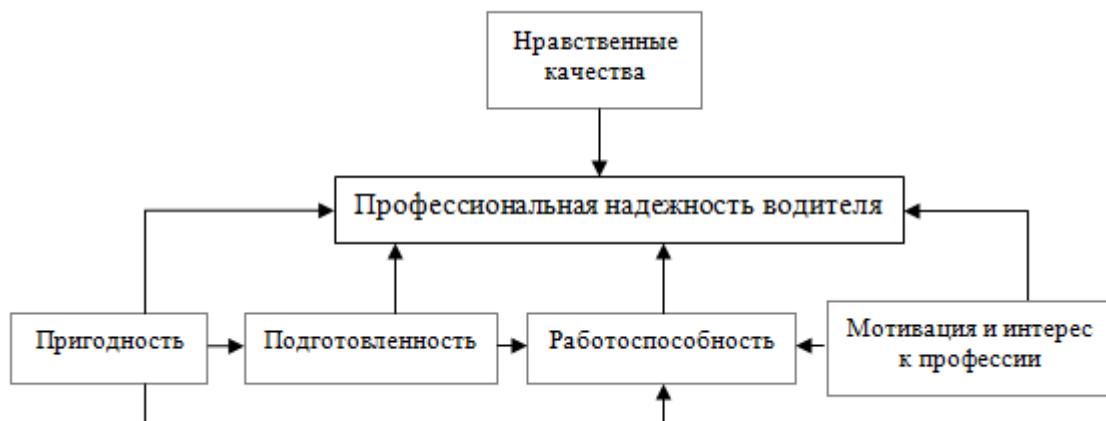 Нравственные
качества
Профессиональная надежность водителя
Пригодность
Подготовленность
Работоспособность
Мотивация и интерес
к профессии